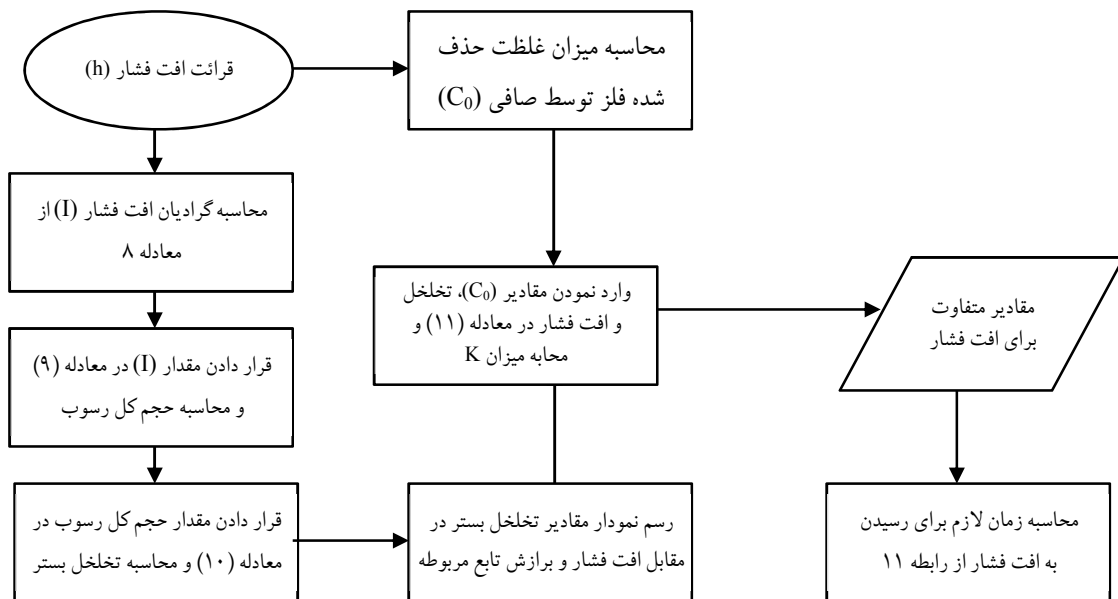 قرائت افت فشار (h)
محاسبه میزان غلظت حذف
شده فلز توسط صافی (C₀)
محاسبه گرادیان افت فشار (I) از
معادله ۸
وارد نمودن مقادیر (C₀)، تخلخل
و افت فشار در معادله (۱۱) و
محابه میزان K
مقادیر متفاوت
برای افت فشار
قرار دادن مقدار (I) در معادله (۹)
و محاسبه حجم کل رسوب
قرار دادن مقدار حجم کل رسوب در
معادله (۱۰) و محاسبه تخلخل بستر
رسم نمودار مقادیر تخلخل بستر در
مقابل افت فشار و برازش تابع مربوطه
محاسبه زمان لازم برای رسیدن
به افت فشار از رابطه ۱۱